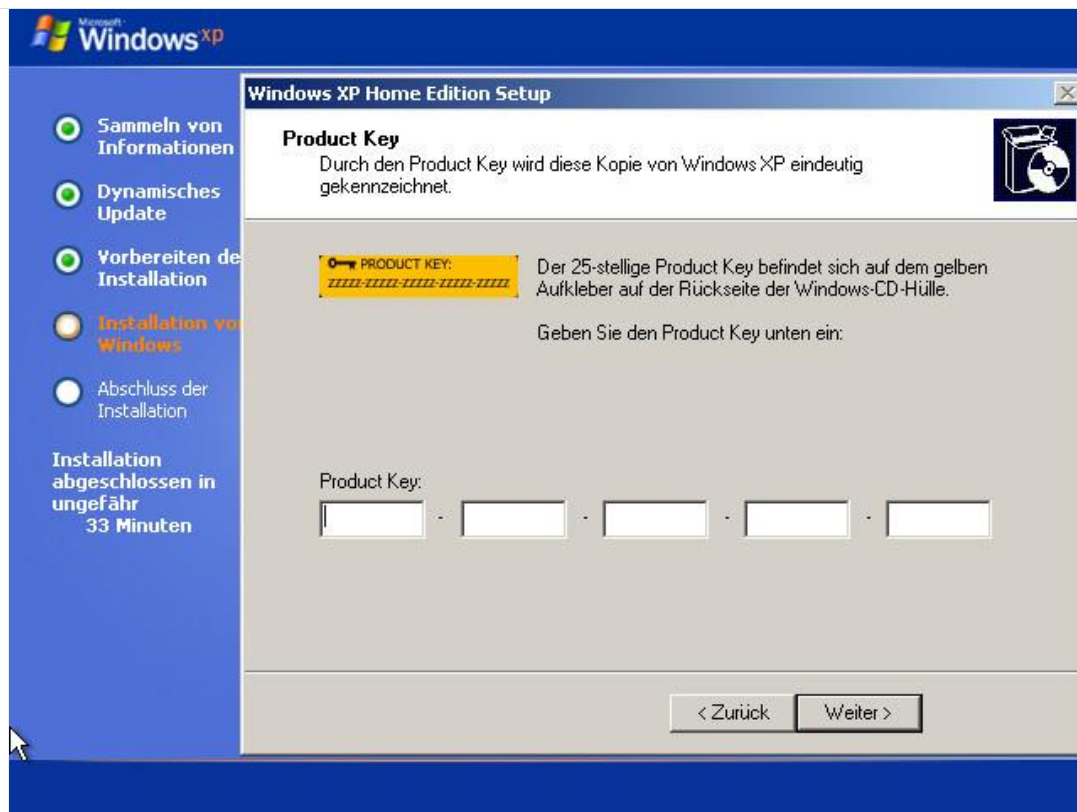 Microsoft
Windows xp
Sammeln von
Informationen
Dynamisches
Update
Vorbereiten de
Installation
Installation vo
Windows
Abschluss der
Installation
Installation
abgeschlossen in
ungefähr
33 Minuten
Windows XP Home Edition Setup
Product Key
Durch den Product Key wird diese Kopie von Windows XP eindeutig
gekennzeichnet.
PRODUCT KEY:
ZZZZZ-ZZZZZ-ZZZZZ-ZZZZZ-ZZZZZ
Der 25-stellige Product Key befindet sich auf dem gelben
Aufkleber auf der Rückseite der Windows-CD-Hülle.
Geben Sie den Product Key unten ein:
Product Key:
- - - -
< Zurück Weiter >